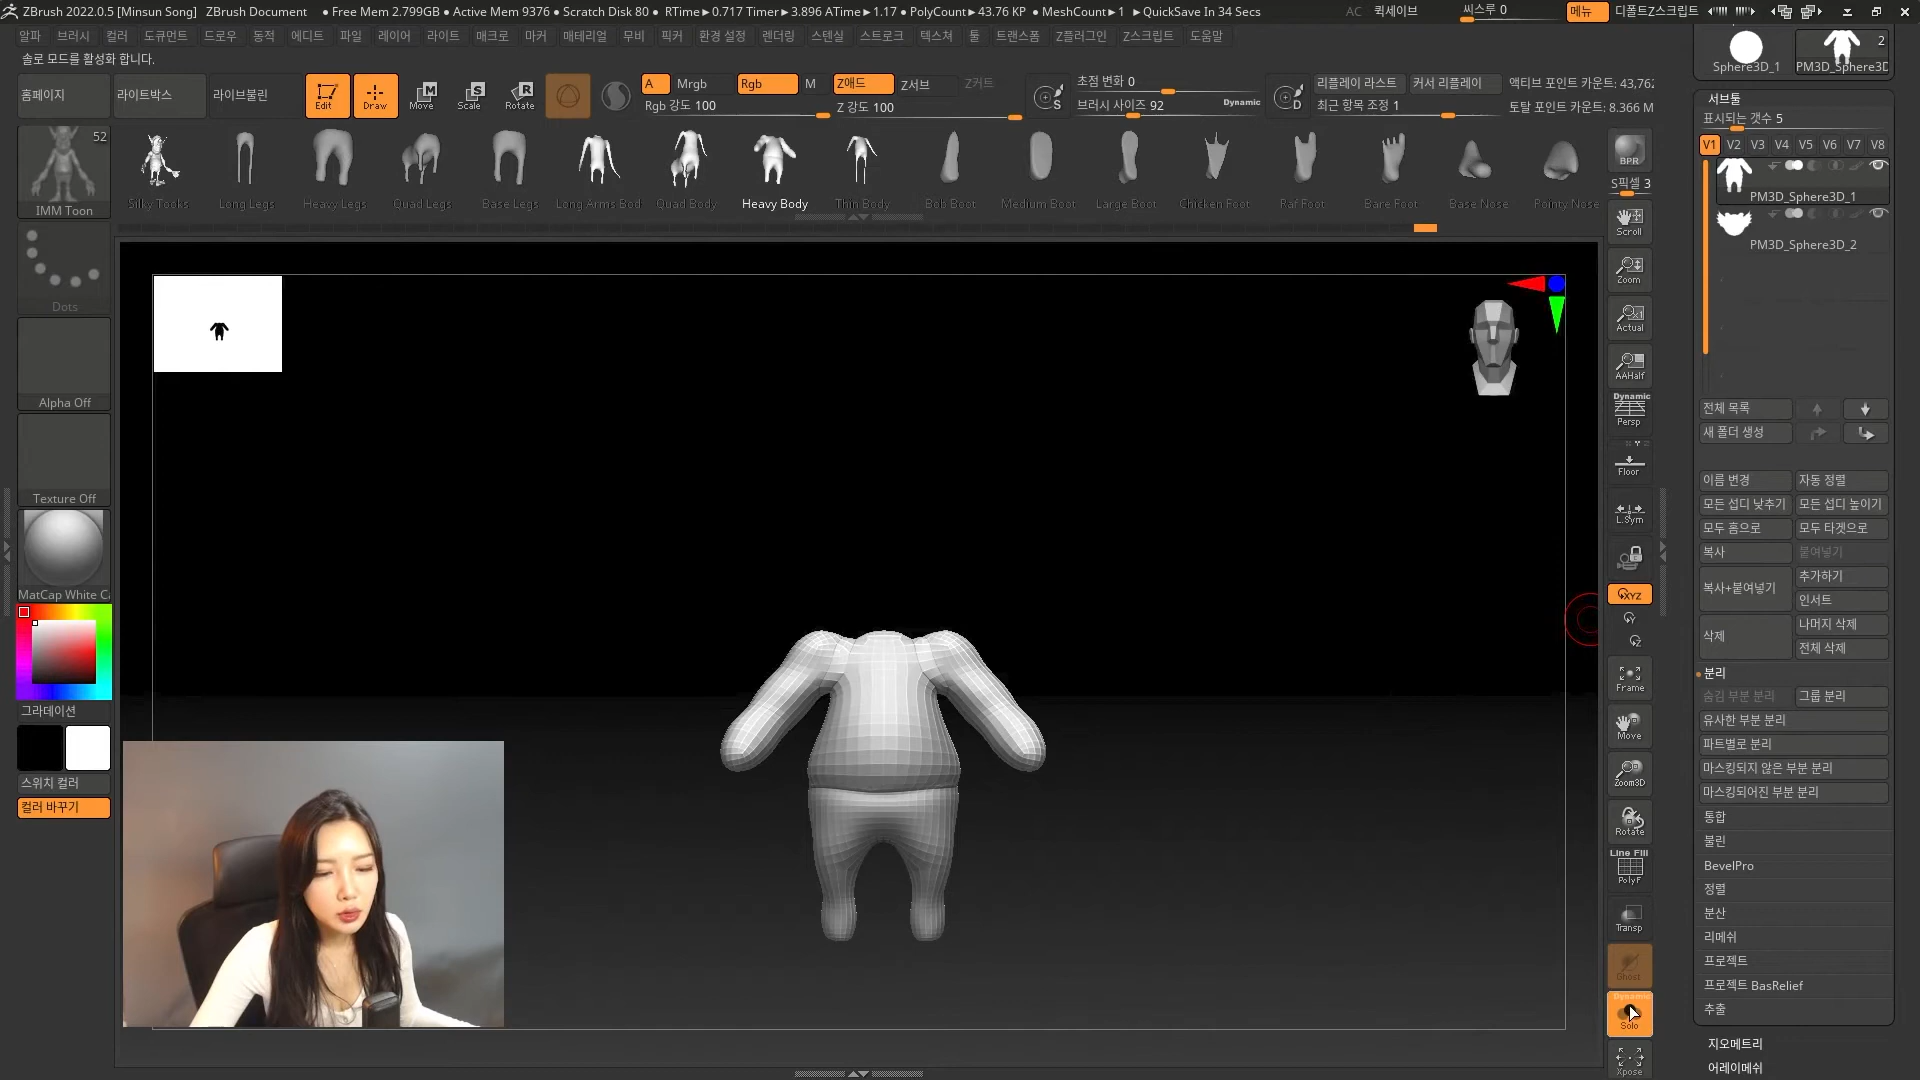 ZBrush 2022.0.5 [Minsun Song]   ZBrush Document   ● Free Mem 2.799GB ● Active Mem 9376 ● Scratch Disk 80 ●  RTime►0.717 Timer►3.896 ATime►1.17 ● PolyCount►43.76 KP  ● MeshCount►1  ►QuickSave In 34 Secs   AC   퀵세이브   씨스루 0   메뉴   디폴트Z스크립트
알파 브러시 컬러 도큐먼트 드로우 동적 에디트 파일 레이어 라이트 매크로 마커 매테리얼 무비 픽커 환경 설정 렌더링 스텐실 스트로크 텍스쳐 툴 트랜스폼 Z플러그인 Z스크립트 도움말
솔로 모드를 활성화 합니다.
홈페이지 라이트박스 라이브불린 Edit Draw Move Scale Rotate
A Mrgb Rgb M Z애드 Z서브 Z커트
Rgb 강도 100 Z 강도 100
초점 변화 0
브러시 사이즈 92 Dynamic
S D
리플레이 라스트 커서 리플레이 액티브 포인트 카운트: 43,762
최근 항목 조정 1 토탈 포인트 카운트: 8.366 M
52
IMM Toon
Silky Tooks Long Legs Heavy Legs Quad Legs Base Legs Long Arms Bod Quad Body Heavy Body Thin Body Bob Boot Medium Boot Large Boot Chicken Foot Raf Foot Bare Foot Base Nose Pointy Nose
Dots
Alpha Off
Texture Off
MatCap White Ca
그라데이션
스위치 컬러
컬러 바꾸기
BPR
S픽셀 3
Scroll
Zoom
Actual
AAHalf
Dynamic
Persp
Floor
L.Sym
XYZ
Y
Z
Frame
Move
Zoom3D
Rotate
Line Fill
PolyF
Transp
Ghost
Dynamic
Solo
Xpose
2
Sphere3D_1 PM3D_Sphere3D
서브툴
표시되는 갯수 5
V1 V2 V3 V4 V5 V6 V7 V8
PM3D_Sphere3D_1
PM3D_Sphere3D_2
전체 목록
새 폴더 생성
이름 변경 자동 정렬
모든 섭디 낮추기 모든 섭디 높이기
모두 홈으로 모두 타겟으로
복사 붙여넣기
복사+붙여넣기 추가하기
인서트
삭제 나머지 삭제
전체 삭제
분리
숨김 부분 분리 그룹 분리
유사한 부분 분리
파트별로 분리
마스킹되지 않은 부분 분리
마스킹되어진 부분 분리
통합
불린
BevelPro
정렬
분산
리메쉬
프로젝트
프로젝트 BasRelief
추출
지오메트리
어레이메쉬